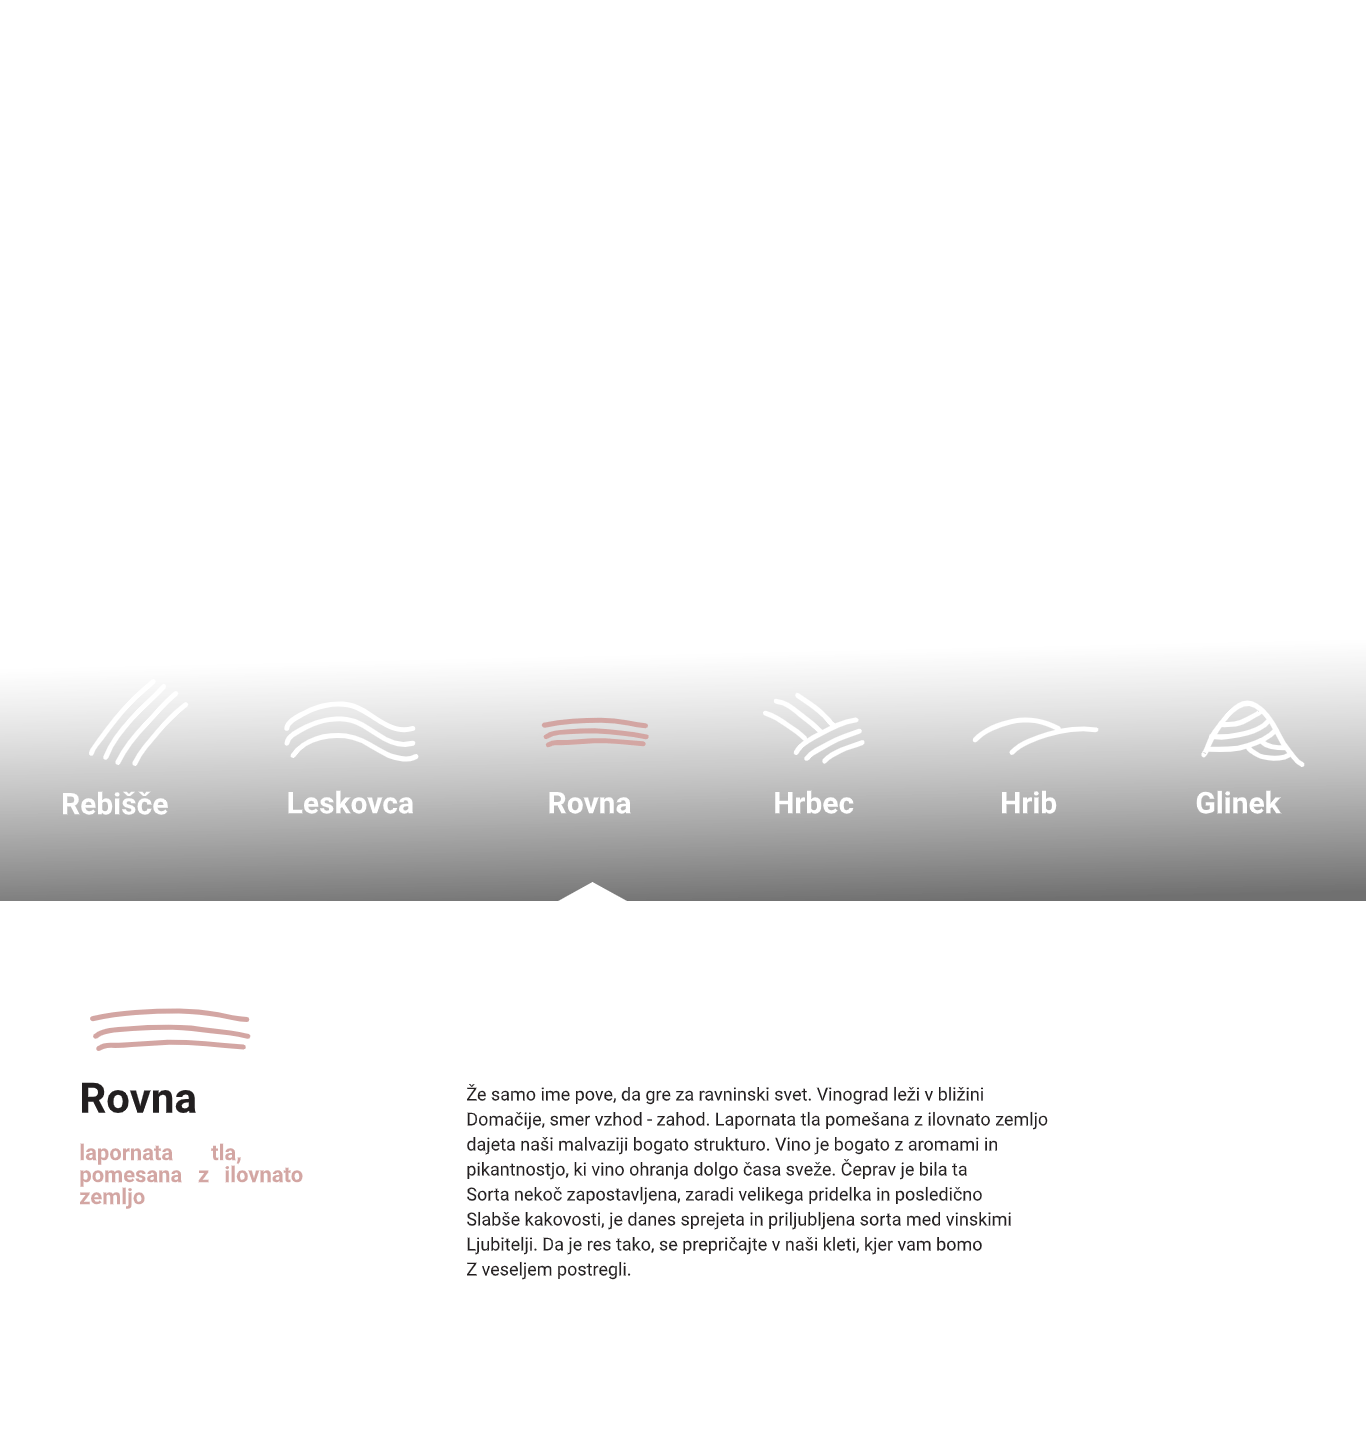 Rebišče
Leskovca
Rovna
Hrbec
Hrib
Glinek
Rovna
lapornata tla,
pomesana z ilovnato
zemljo
Že samo ime pove, da gre za ravninski svet. Vinograd leži v bližini
Domačije, smer vzhod - zahod. Lapornata tla pomešana z ilovnato zemljo
dajeta naši malvaziji bogato strukturo. Vino je bogato z aromami in
pikantnostjo, ki vino ohranja dolgo časa sveže. Čeprav je bila ta
Sorta nekoč zapostavljena, zaradi velikega pridelka in posledično
Slabše kakovosti, je danes sprejeta in priljubljena sorta med vinskimi
Ljubitelji. Da je res tako, se prepričajte v naši kleti, kjer vam bomo
Z veseljem postregli.